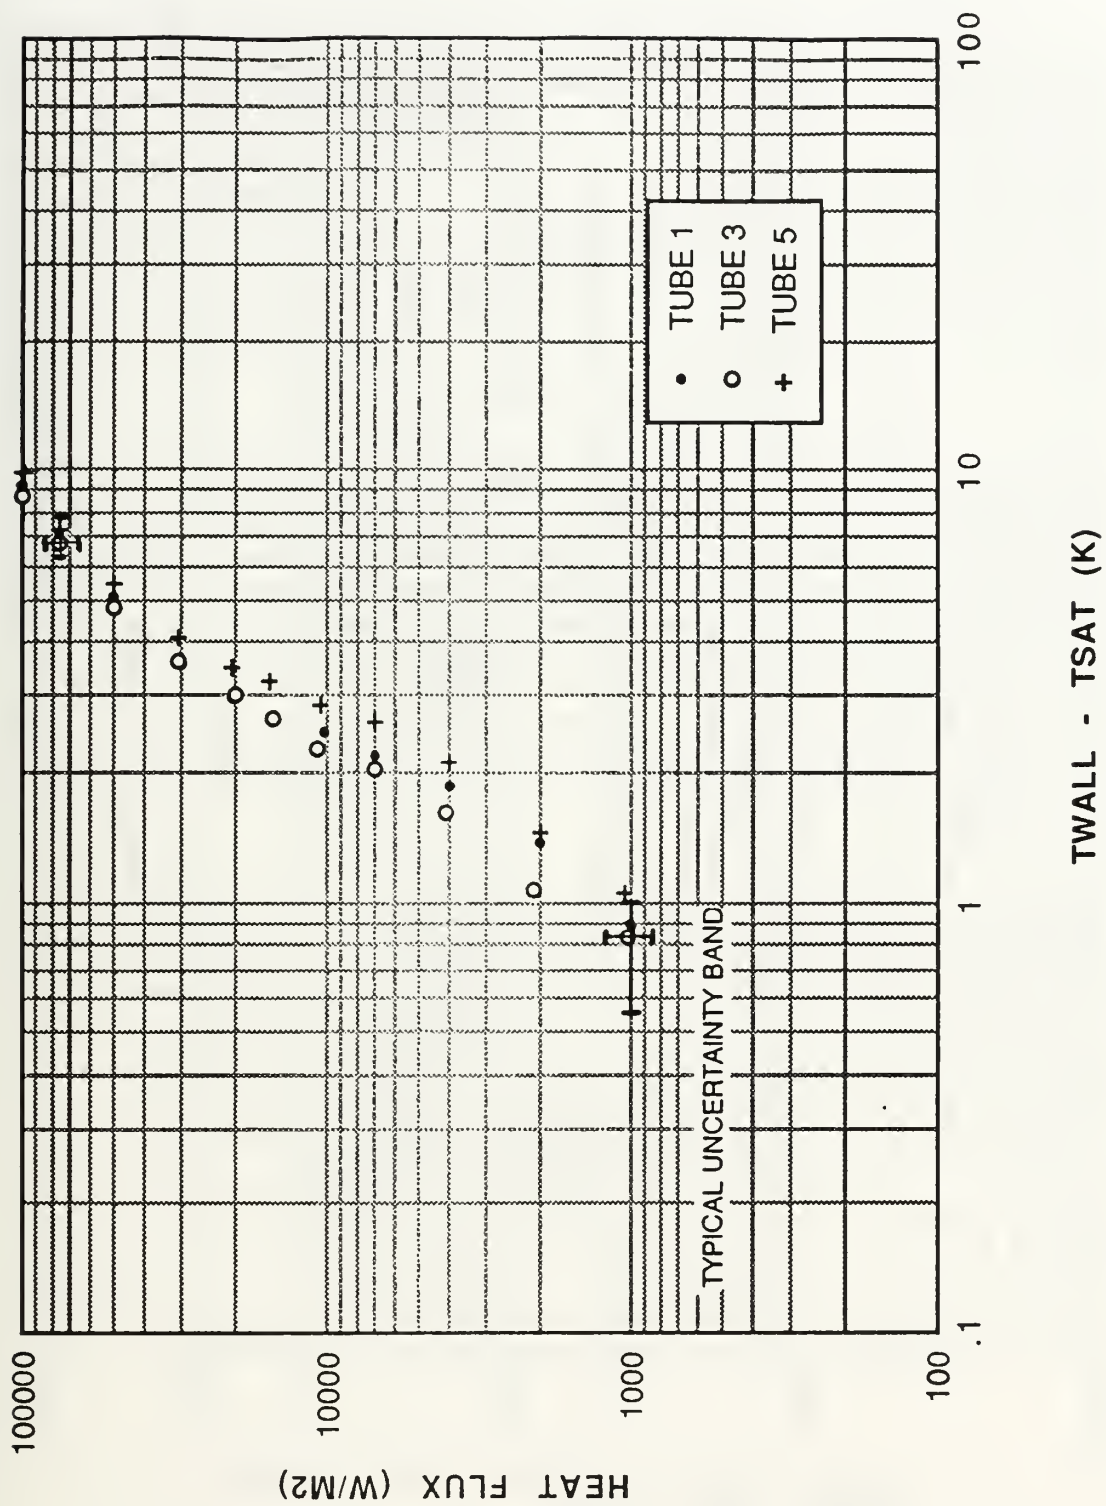 HEAT FLUX (W/M2)
100000
10000
1000
100
.1
1
10
100
TWALL - TSAT (K)
TYPICAL UNCERTAINTY BAND
TUBE 1
TUBE 3
TUBE 5